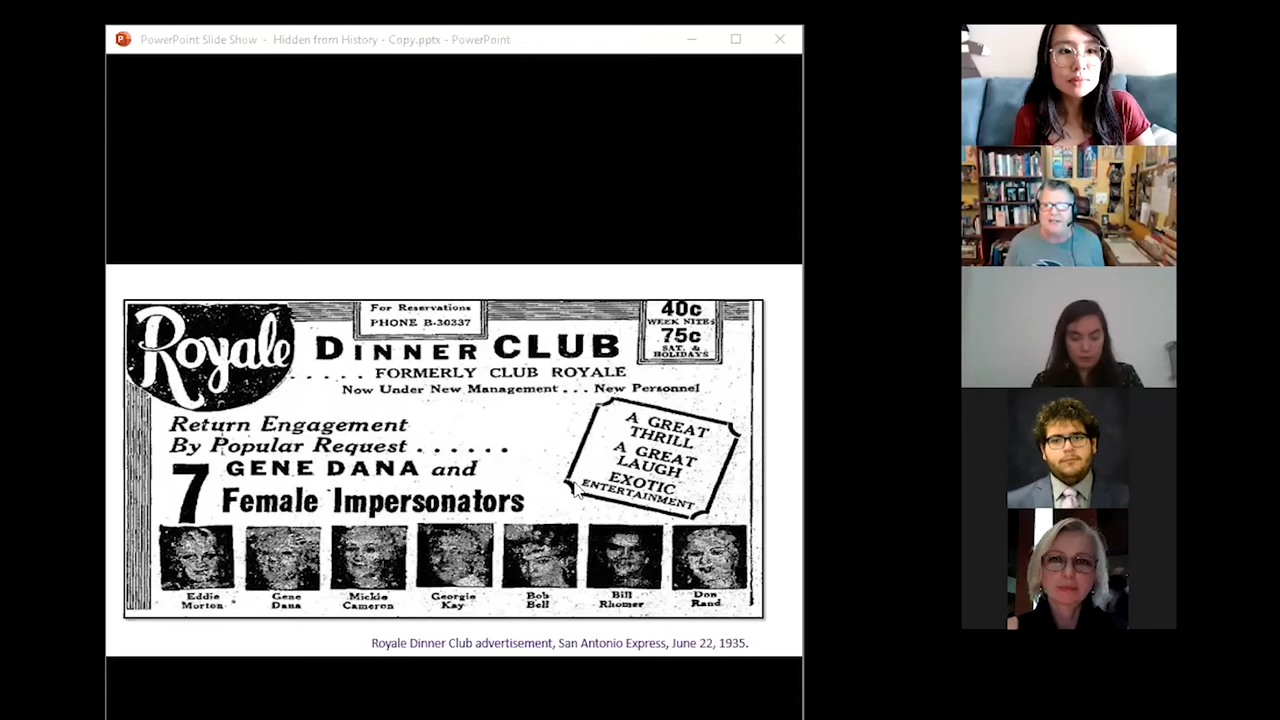 PowerPoint Slide Show - Hidden from History - Copy.pptx - PowerPoint
Royale
For Reservations
PHONE B-30337
40c
WEEK NITES
75c
SAT. &
HOLIDAYS
DINNER CLUB
..... FORMERLY CLUB ROYALE
Now Under New Management . . . New Personnel
Return Engagement
By Popular Request ......
7 GENE DANA and
Female Impersonators
A GREAT
THRILL
A GREAT
LAUGH
EXOTIC
ENTERTAINMENT
Eddie
Morton
Gene
Dana
Mickie
Cameron
Georgie
Kay
Bob
Bell
Bill
Rhomer
Don
Rand
Royale Dinner Club advertisement, San Antonio Express, June 22, 1935.